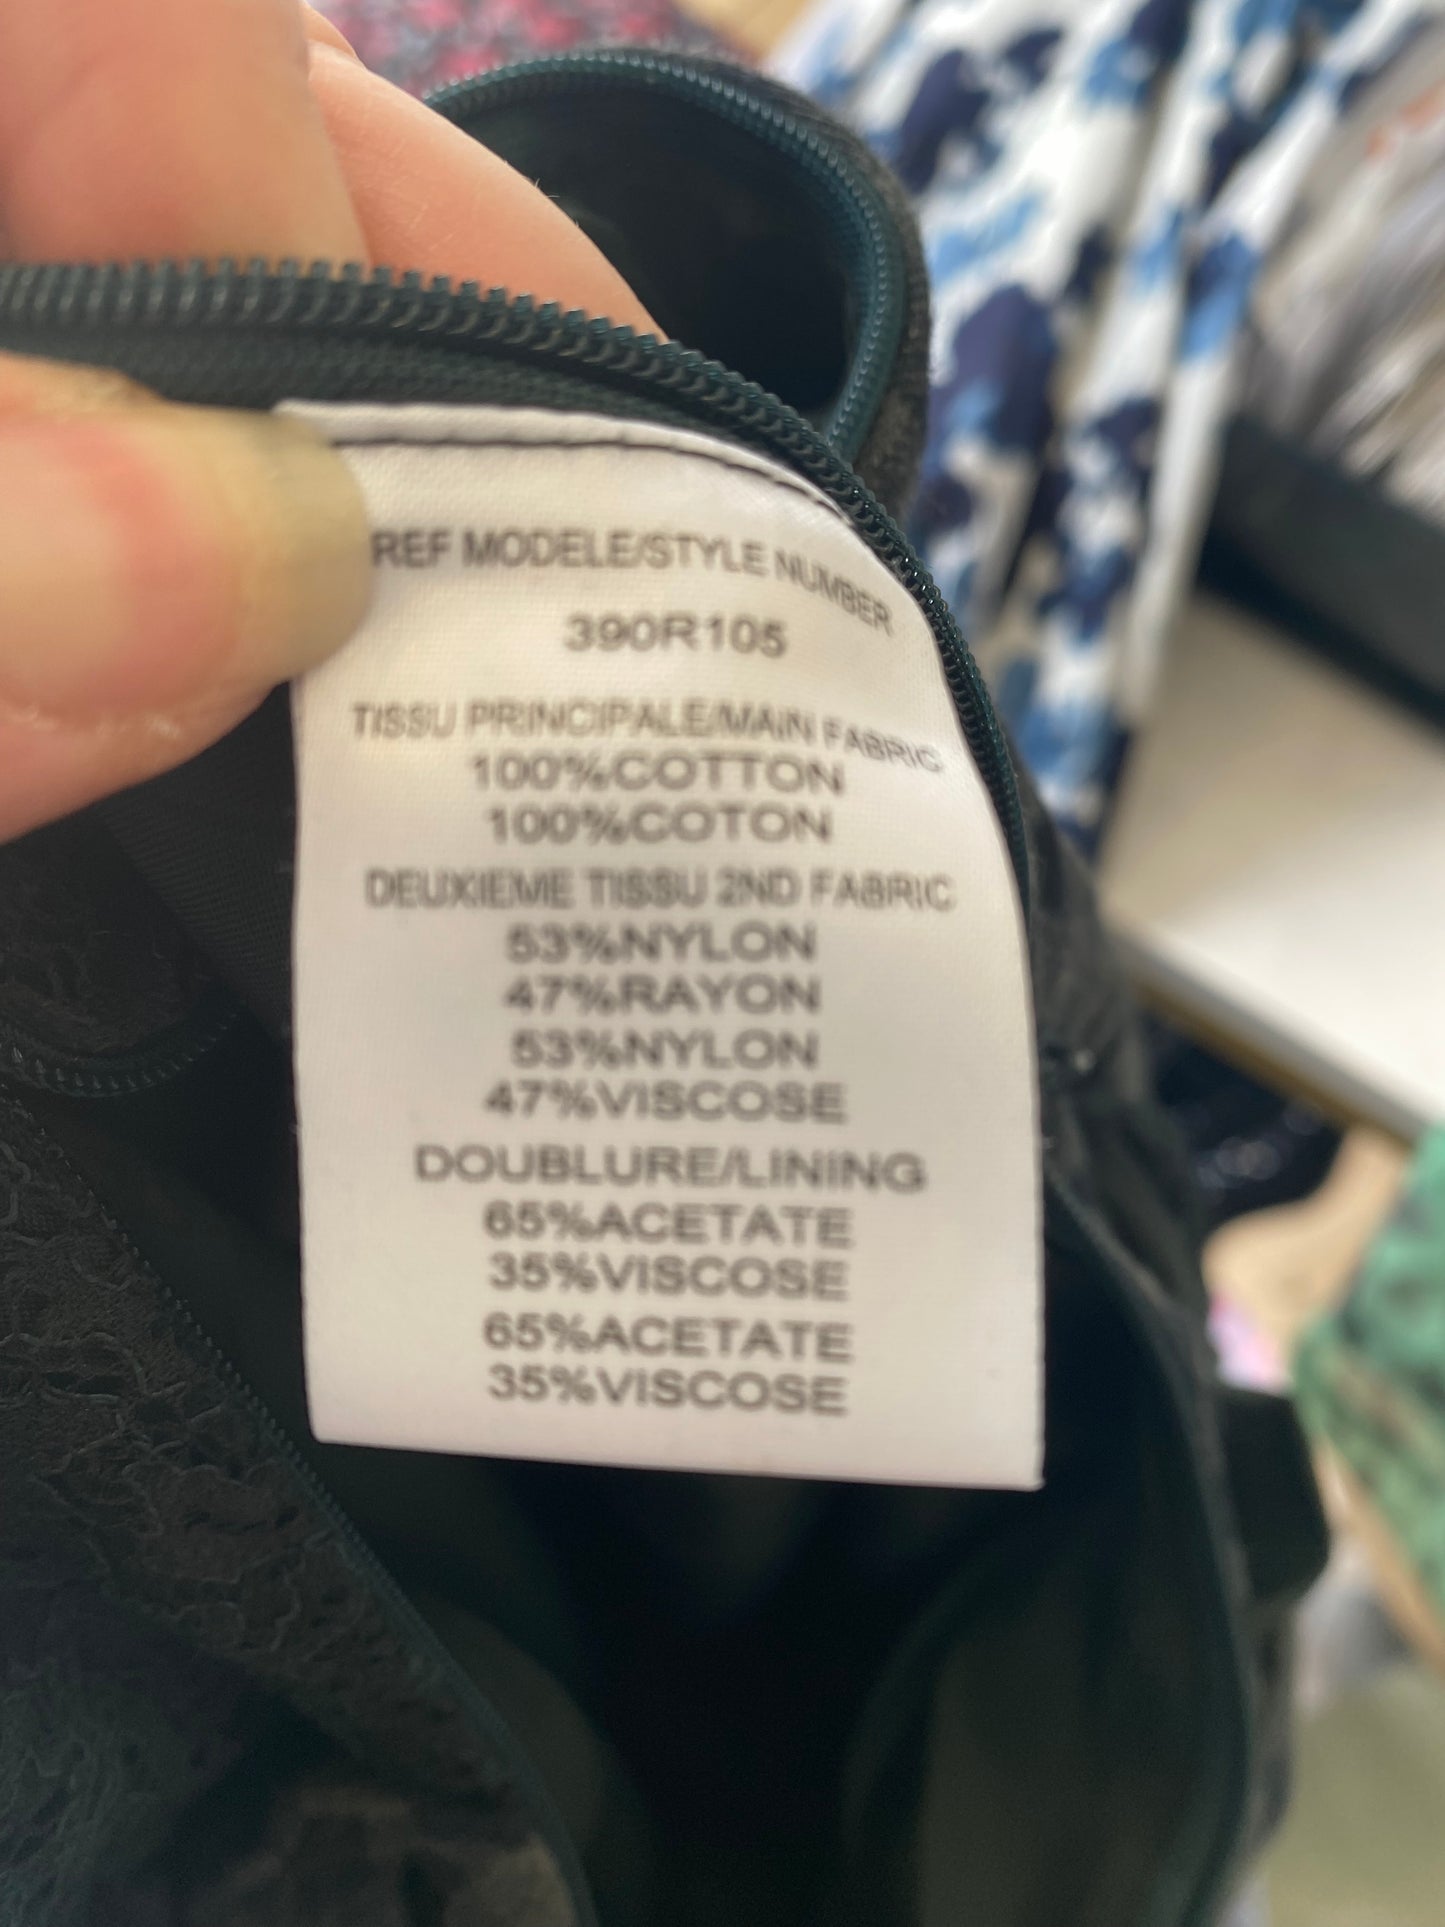 REF MODELE/STYLE NUMBER
390R105
TISSU PRINCIPALE/MAIN FABRIC
100%COTTON
100%COTON
DEUXIEME TISSU 2ND FABRIC
53%NYLON
47%RAYON
53%NYLON
47%VISCOSE
DOUBLURE/LINING
65%ACETATE
35%VISCOSE
65%ACETATE
35%VISCOSE